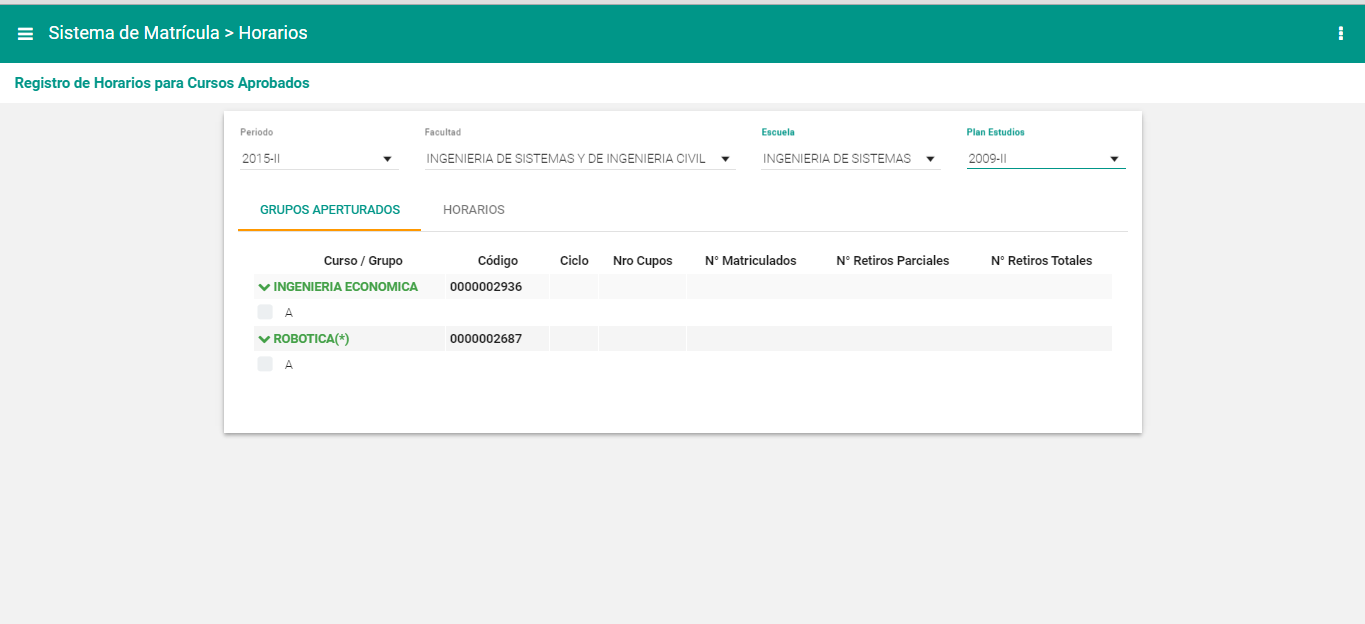 Sistema de Matrícula > Horarios
Registro de Horarios para Cursos Aprobados
Periodo Facultad Escuela Plan Estudios
2015-II INGENIERIA DE SISTEMAS Y DE INGENIERIA CIVIL INGENIERIA DE SISTEMAS 2009-II
GRUPOS APERTURADOS HORARIOS
Curso / Grupo Código Ciclo Nro Cupos N° Matriculados N° Retiros Parciales N° Retiros Totales
INGENIERIA ECONOMICA 0000002936
A
ROBOTICA(*) 0000002687
A